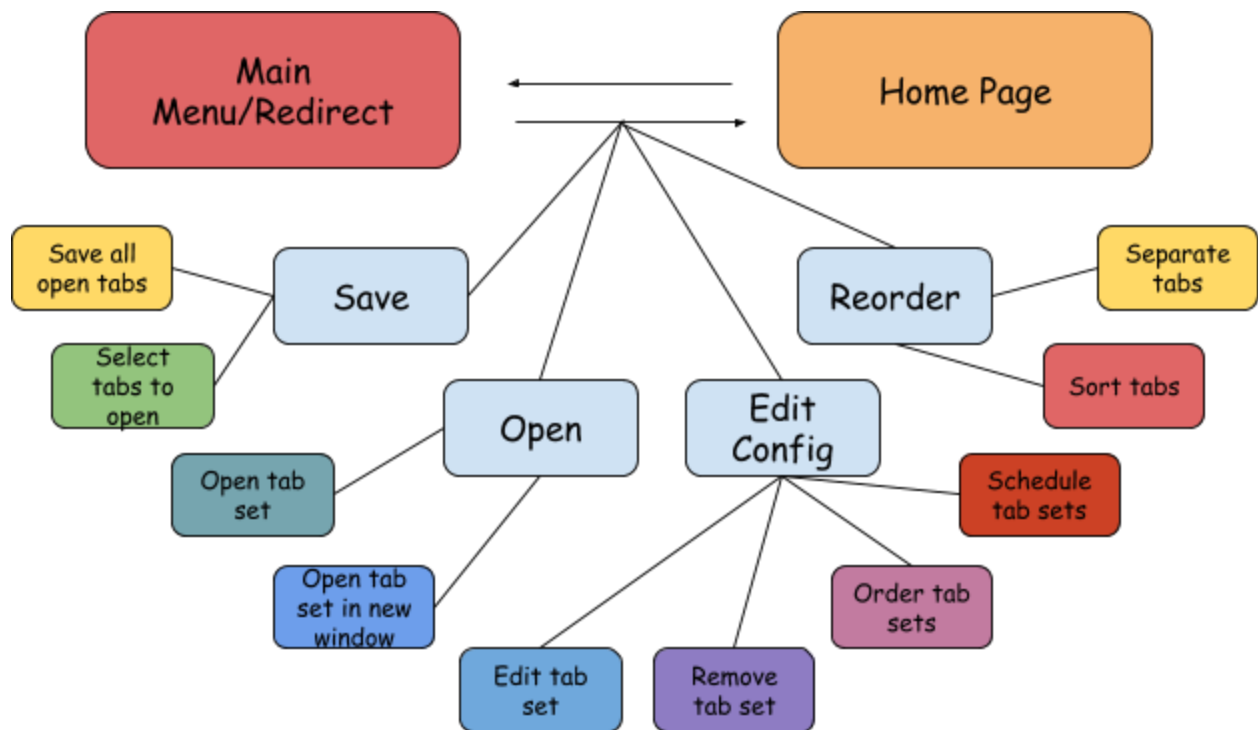 Main
Menu/Redirect
Home Page
Save all
open tabs
Save
Reorder
Separate
tabs
Select
tabs to
open
Open
Edit
Config
Sort tabs
Open tab
set
Schedule
tab sets
Open tab
set in new
window
Order tab
sets
Edit tab
set
Remove
tab set